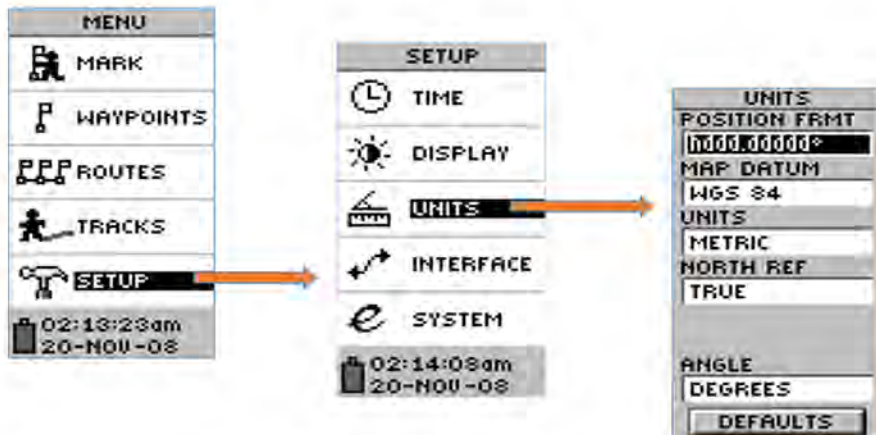 MENU
MARK
WAYPOINTS
ROUTES
TRACKS
SETUP
02:13:23am
20-NOV-08
SETUP
TIME
DISPLAY
UNITS
INTERFACE
SYSTEM
02:14:08am
20-NOV-08
UNITS
POSITION FRMT
hddd.ddddd°
MAP DATUM
WGS 84
UNITS
METRIC
NORTH REF
TRUE
ANGLE
DEGREES
DEFAULTS